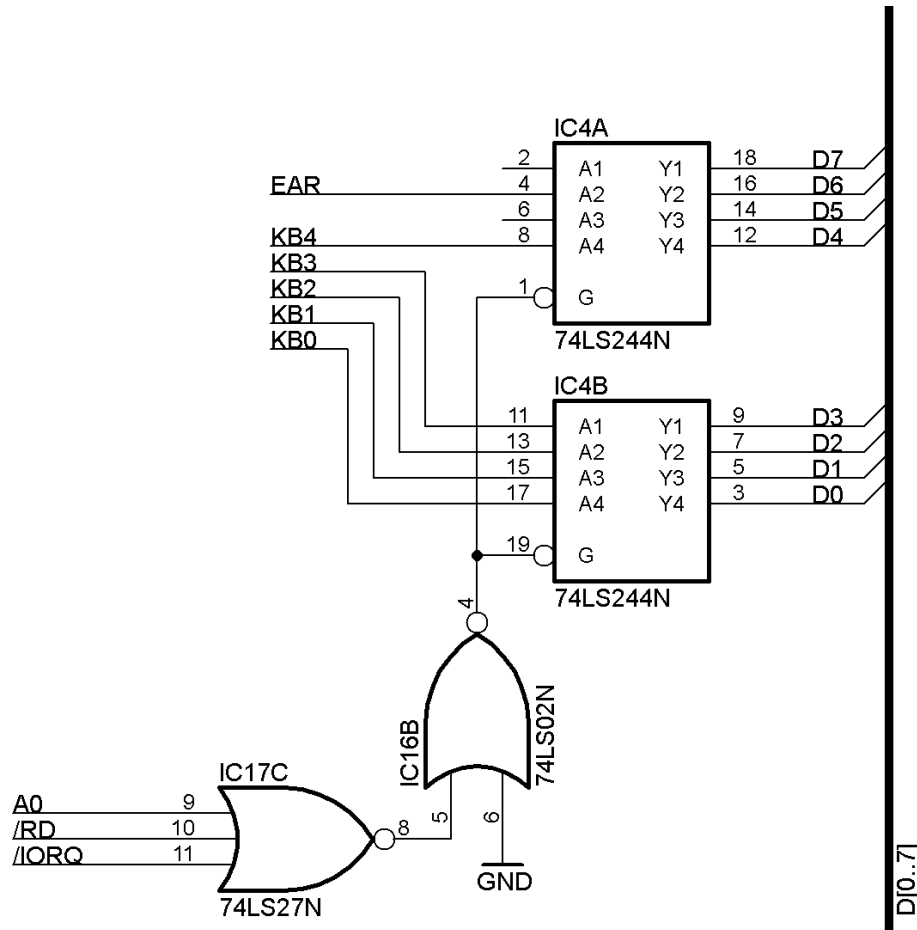 IC4A
2 A1 Y1 18 D7
EAR 4 A2 Y2 16 D6
6 A3 Y3 14 D5
KB4 8 A4 Y4 12 D4
KB3
KB2 1 G
KB1
KB0 74LS244N
IC4B
11 A1 Y1 9 D3
13 A2 Y2 7 D2
15 A3 Y3 5 D1
17 A4 Y4 3 D0
19 G
74LS244N
4
IC16B
74LS02N
5 6
GND
IC17C
A0 9
/RD 10
/IORQ 11
8
74LS27N
D[0..7]